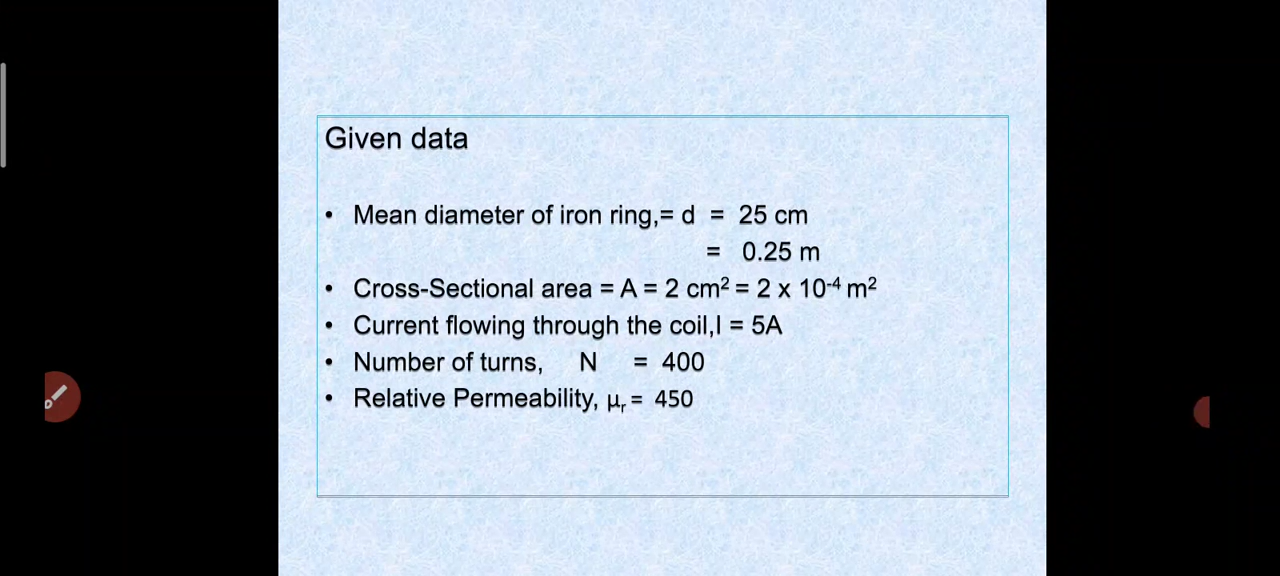 Given data
• Mean diameter of iron ring,= d = 25 cm
= 0.25 m
• Cross-Sectional area = A = 2 cm² = 2 x 10⁻⁴ m²
• Current flowing through the coil,I = 5A
• Number of turns, N = 400
• Relative Permeability, μᵣ = 450